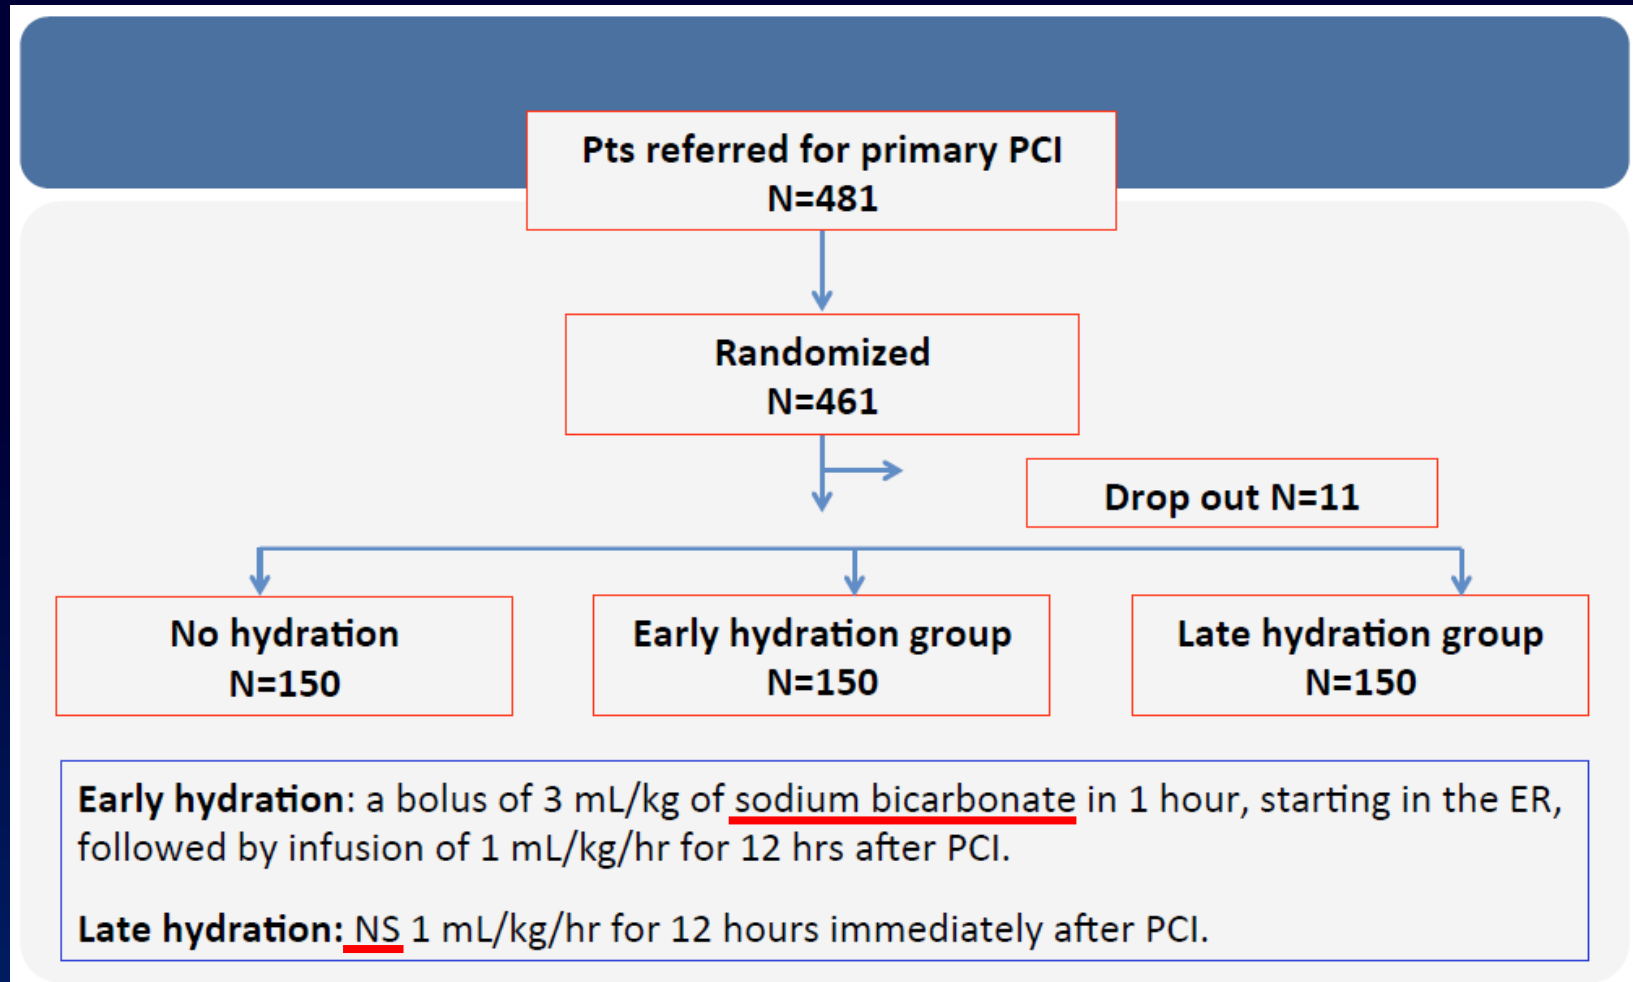 Pts referred for primary PCI
N=481
Randomized
N=461
Drop out N=11
No hydration
N=150
Early hydration group
N=150
Late hydration group
N=150
Early hydration: a bolus of 3 mL/kg of sodium bicarbonate in 1 hour, starting in the ER,
followed by infusion of 1 mL/kg/hr for 12 hrs after PCI.
Late hydration: NS 1 mL/kg/hr for 12 hours immediately after PCI.